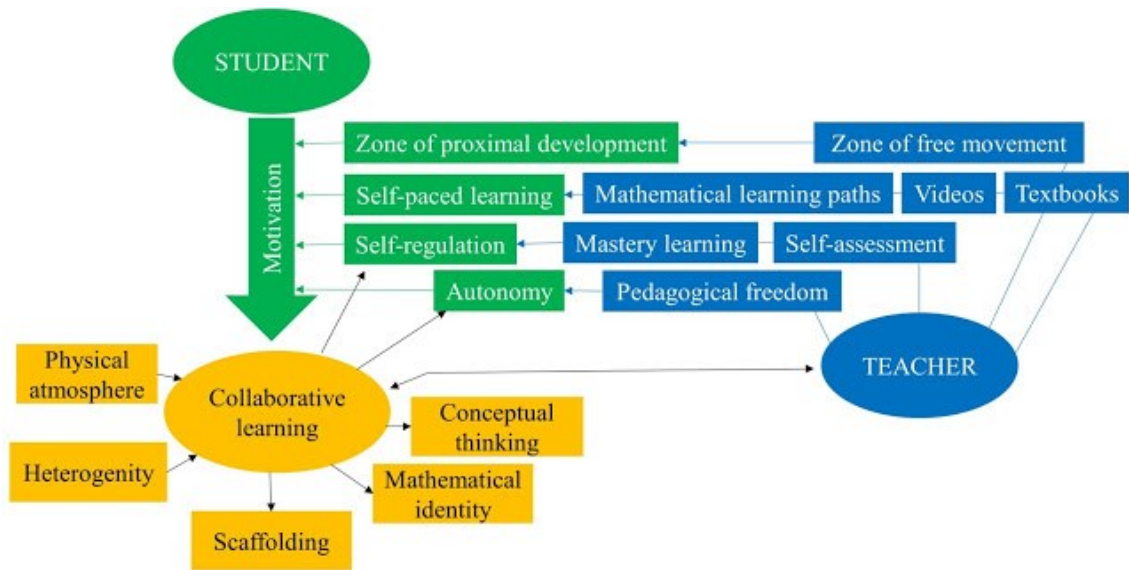 STUDENT
Zone of proximal development
Zone of free movement
Self-paced learning
Mathematical learning paths
Videos
Textbooks
Motivation
Self-regulation
Mastery learning
Self-assessment
Autonomy
Pedagogical freedom
Physical
atmosphere
TEACHER
Collaborative
learning
Conceptual
thinking
Heterogenity
Mathematical
identity
Scaffolding